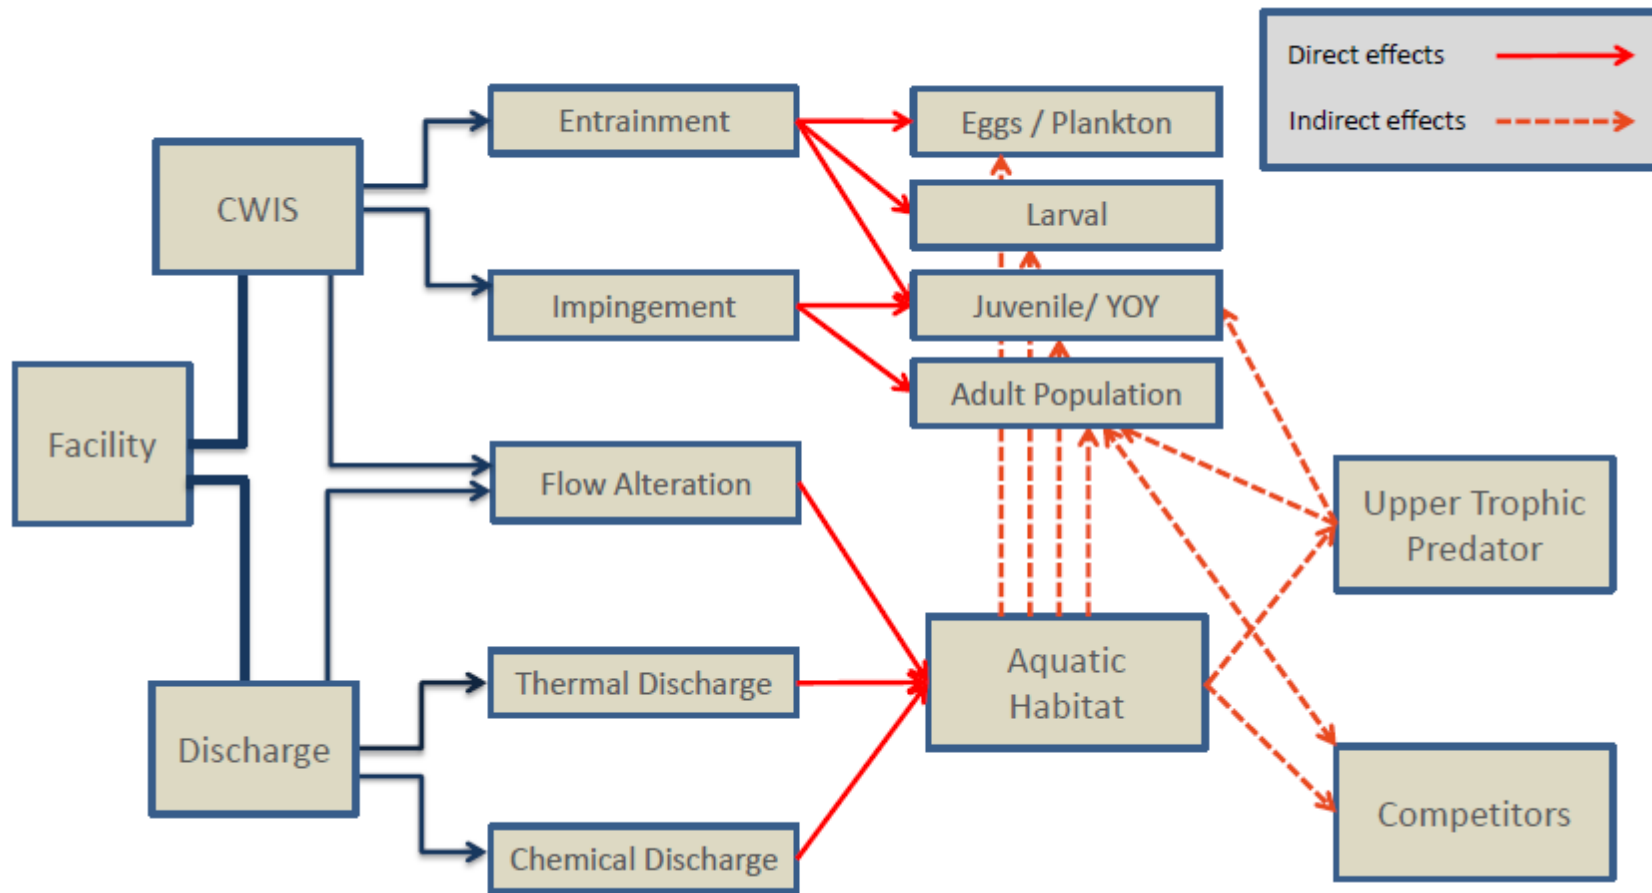 Direct effects
Indirect effects
Entrainment
Eggs / Plankton
CWIS
Larval
Impingement
Juvenile/ YOY
Adult Population
Facility
Flow Alteration
Upper Trophic
Predator
Thermal Discharge
Aquatic
Habitat
Discharge
Competitors
Chemical Discharge